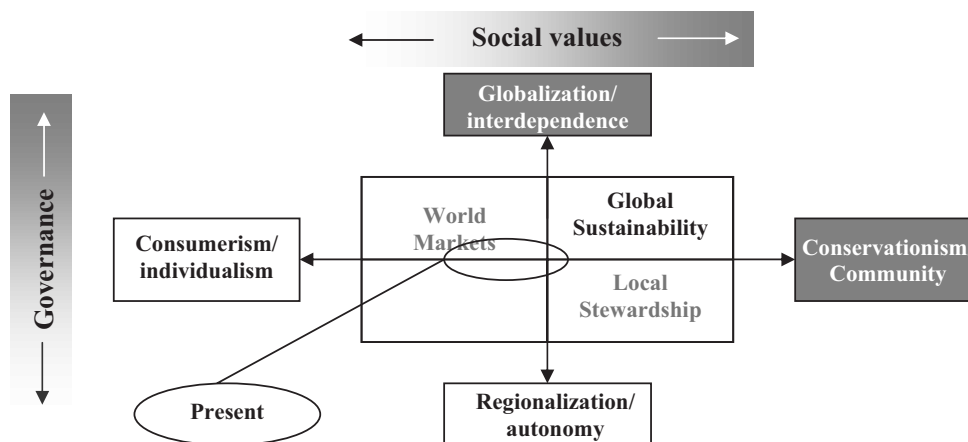 Social values
Globalization/
interdependence
Governance
World
Markets
Global
Sustainability
Consumerism/
individualism
Conservationism/
Community
Local
Stewardship
Present
Regionalization/
autonomy